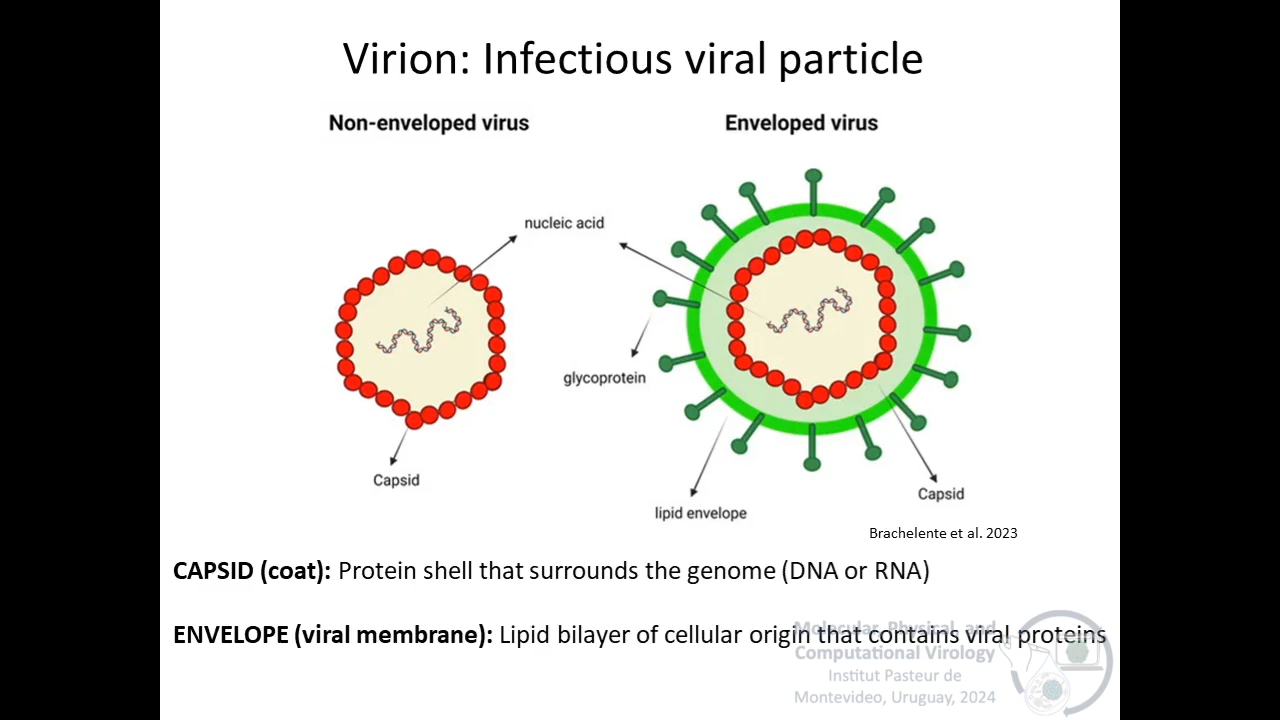 Virion: Infectious viral particle
Non-enveloped virus
Enveloped virus
nucleic acid
glycoprotein
Capsid
lipid envelope
Capsid
Brachelente et al. 2023
CAPSID (coat): Protein shell that surrounds the genome (DNA or RNA)
ENVELOPE (viral membrane): Lipid bilayer of cellular origin that contains viral proteins
Molecular, Physical, and
Computational Virology
Institut Pasteur de
Montevideo, Uruguay, 2024